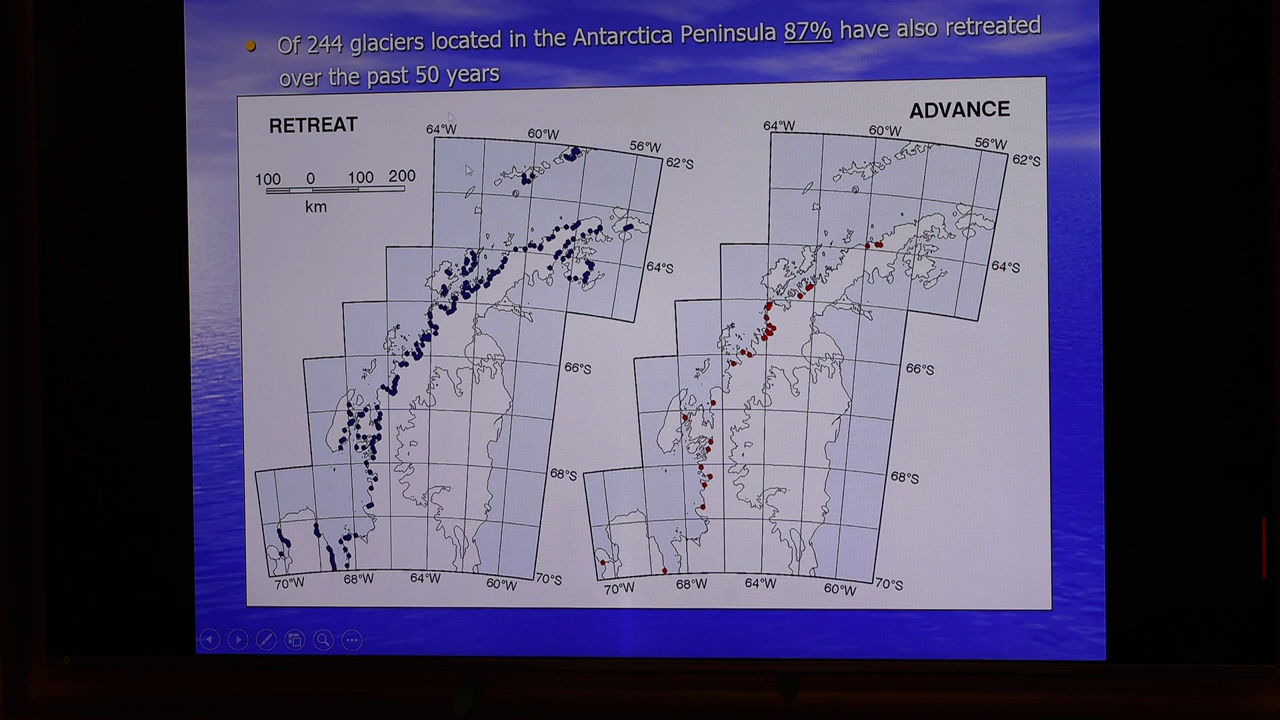 Of 244 glaciers located in the Antarctica Peninsula 87% have also retreated
over the past 50 years
RETREAT
100 0 100 200
km
64°W
60°W
56°W
62°S
64°S
66°S
68°S
70°S
70°W
68°W
64°W
60°W
ADVANCE
64°W
60°W
56°W
62°S
64°S
66°S
68°S
70°S
70°W
68°W
64°W
60°W